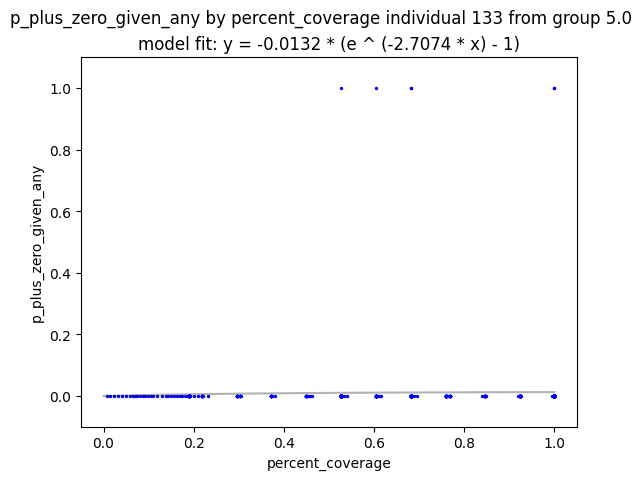 p_plus_zero_given_any by percent_coverage individual 133 from group 5.0
model fit: y = -0.0132 * (e ^ (-2.7074 * x) - 1)
p_plus_zero_given_any
1.0
0.8
0.6
0.4
0.2
0.0
0.0 0.2 0.4 0.6 0.8 1.0
percent_coverage